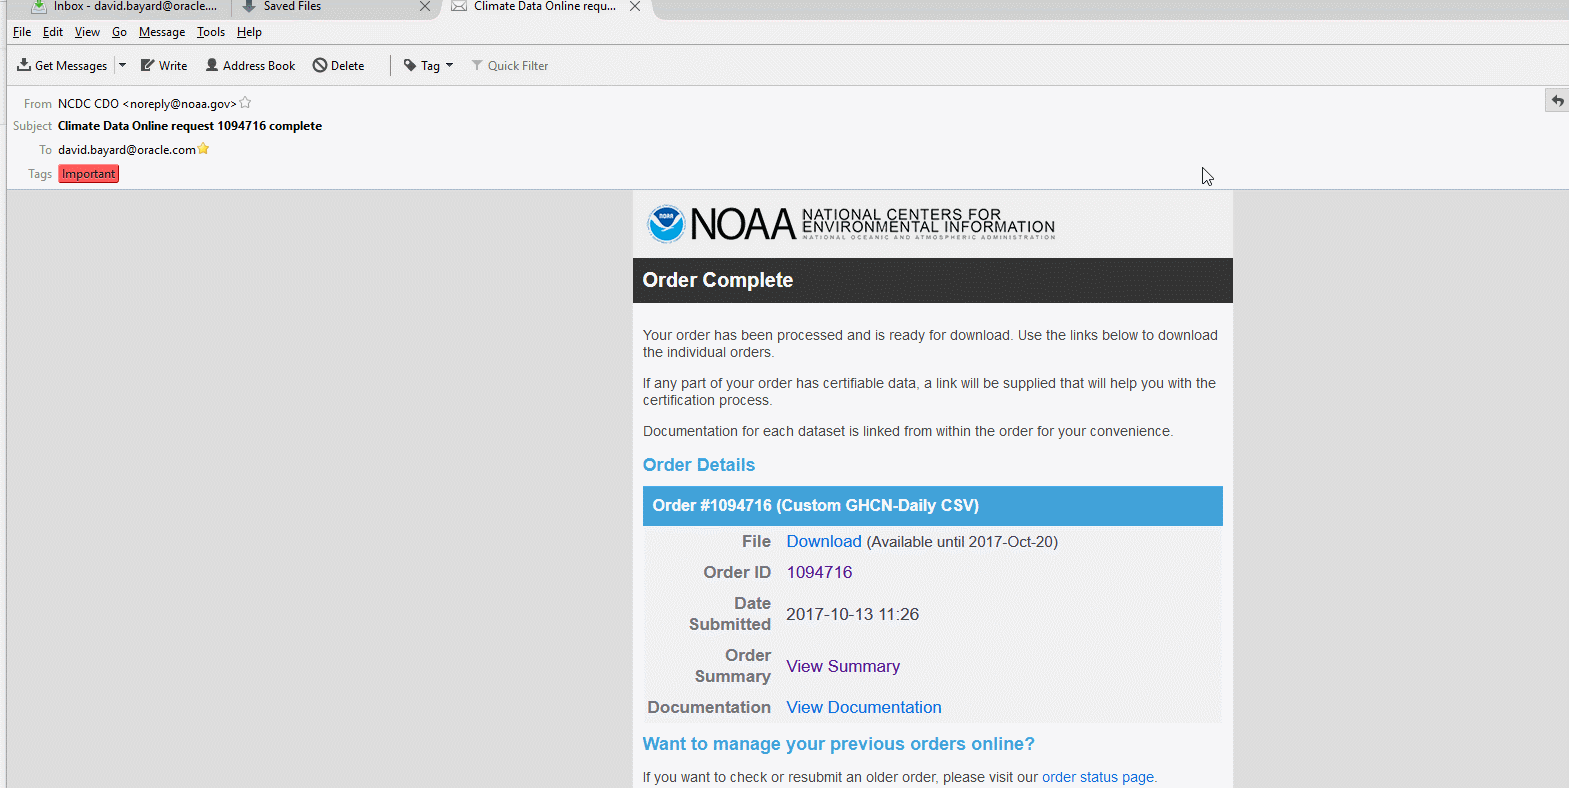 Inbox - david.bayard@oracle.... Saved Files Climate Data Online requ...
File Edit View Go Message Tools Help
Get Messages Write Address Book Delete Tag Quick Filter
From NCDC CDO <noreply@noaa.gov>
Subject Climate Data Online request 1094716 complete
To david.bayard@oracle.com
Tags Important
NOAA NATIONAL CENTERS FOR
ENVIRONMENTAL INFORMATION
NATIONAL OCEANIC AND ATMOSPHERIC ADMINISTRATION
Order Complete
Your order has been processed and is ready for download. Use the links below to download
the individual orders.
If any part of your order has certifiable data, a link will be supplied that will help you with the
certification process.
Documentation for each dataset is linked from within the order for your convenience.
Order Details
Order #1094716 (Custom GHCN-Daily CSV)
File Download (Available until 2017-Oct-20)
Order ID 1094716
Date
Submitted 2017-10-13 11:26
Order
Summary View Summary
Documentation View Documentation
Want to manage your previous orders online?
If you want to check or resubmit an older order, please visit our order status page.